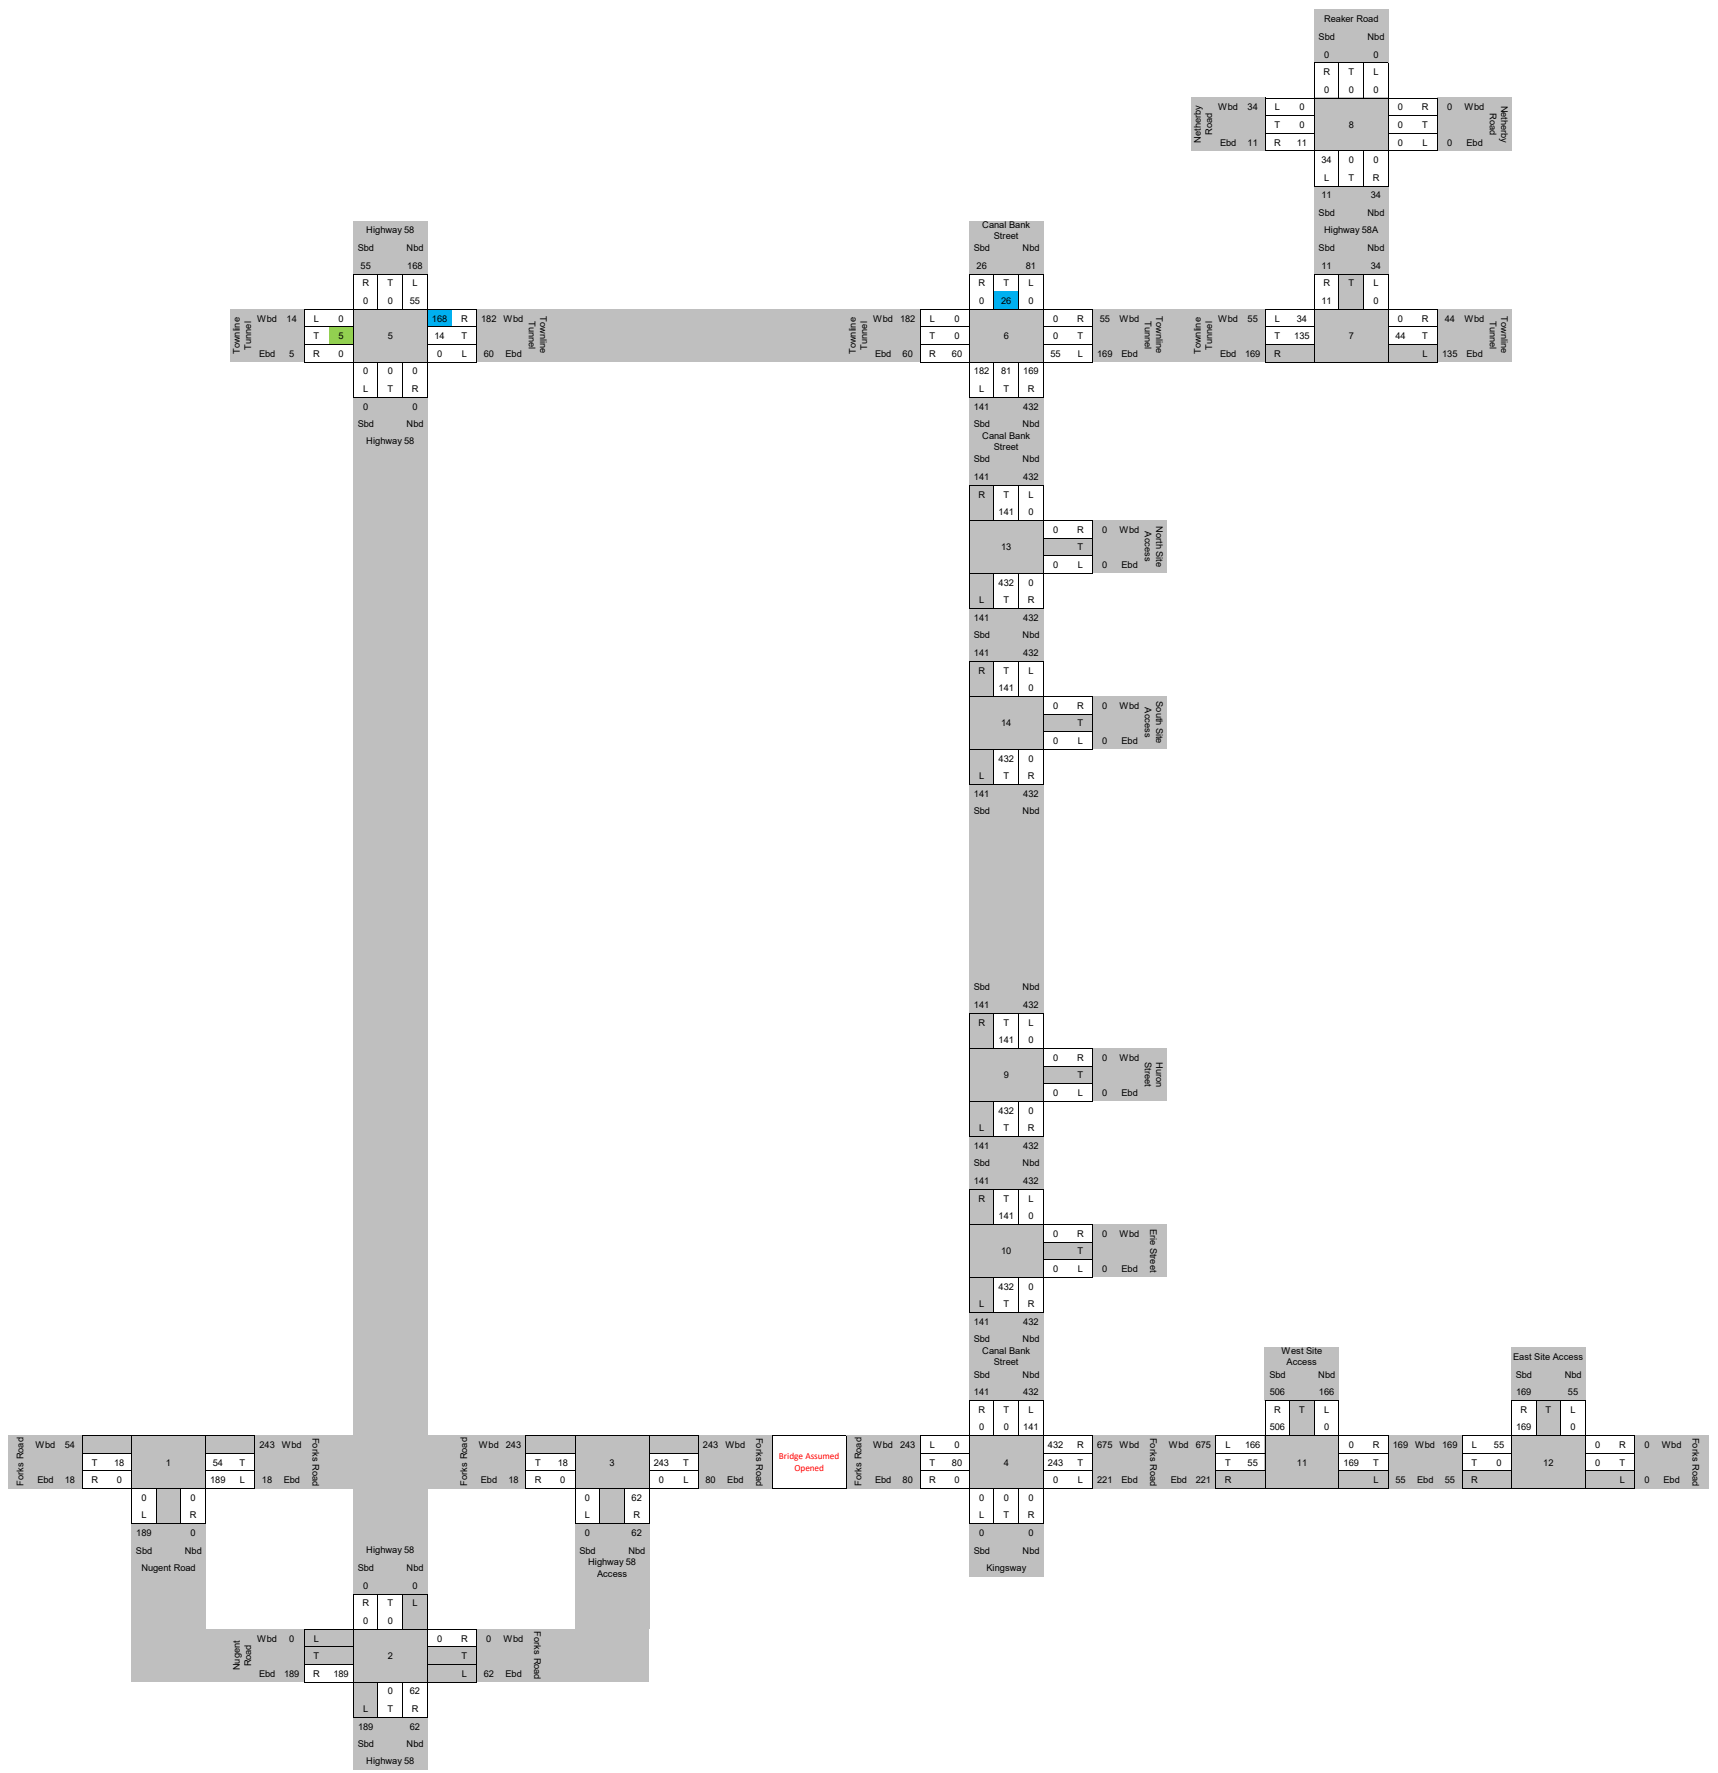 Reaker Road
Sbd Nbd
0 0
R T L
0 0 0
Netherby Road Wbd 34 L 0 0 R 0 Wbd Netherby Road
T 0 8 0 T
Ebd 11 R 11 0 L 0 Ebd
34 0 0
L T R
11 34
Sbd Nbd
Highway 58 Canal Bank Street Highway 58A
Sbd Nbd Sbd Nbd Sbd Nbd
55 168 26 81 11 34
R T L R T L R T L
0 0 55 0 26 0 11 0
Townline Tunnel Wbd 14 L 0 168 R 182 Wbd Townline Tunnel Townline Tunnel Wbd 182 L 0 0 R 55 Wbd Townline Tunnel Townline Tunnel Wbd 55 L 34 0 R 44 Wbd Townline Tunnel
T 5 5 14 T T 0 6 0 T T 135 7 44 T
Ebd 5 R 0 0 L 60 Ebd Ebd 60 R 60 55 L 169 Ebd Ebd 169 R L 135 Ebd
0 0 0 182 81 169
L T R L T R
0 0 141 432
Sbd Nbd Sbd Nbd
Highway 58 Canal Bank Street
Sbd Nbd
141 432
R T L
141 0
0 R 0 Wbd North Site Access
13 T
0 L 0 Ebd
432 0
L T R
141 432
Sbd Nbd
141 432
R T L
141 0
0 R 0 Wbd South Site Access
14 T
0 L 0 Ebd
432 0
L T R
141 432
Sbd Nbd
Sbd Nbd
141 432
R T L
141 0
0 R 0 Wbd Huron Street
9 T
0 L 0 Ebd
432 0
L T R
141 432
Sbd Nbd
141 432
R T L
141 0
0 R 0 Wbd Erie Street
10 T
0 L 0 Ebd
432 0
L T R
141 432
Sbd Nbd
Canal Bank Street West Site Access East Site Access
Sbd Nbd Sbd Nbd Sbd Nbd
141 432 506 166 169 55
R T L R T L R T L
0 0 141 506 0 169 0
Forks Road Wbd 54 243 Wbd Forks Road Forks Road Wbd 243 243 Wbd Forks Road Bridge Assumed Opened Wbd 243 L 0 432 R 675 Wbd Forks Road Wbd 675 L 166 0 R 169 Wbd 169 L 55 0 R 0 Wbd Forks Road
T 18 1 54 T T 18 3 243 T T 80 4 243 T T 55 11 169 T T 0 12 0 T
Ebd 18 R 0 189 L 18 Ebd Ebd 18 R 0 0 L 80 Ebd Ebd 80 R 0 0 L 221 Ebd Ebd 221 R L 55 Ebd 55 R L 0 Ebd
0 0 0 62 0 0 0
L R L R L T R
189 0 0 62 0 0
Sbd Nbd Sbd Nbd Sbd Nbd
Nugent Road Highway 58 Highway 58 Access Kingsway
Sbd Nbd
0 0
R T L
0 0
Nugent Road Wbd 0 L 0 R 0 Wbd Forks Road
T 2 T
Ebd 189 R 189 L 62 Ebd
0 62
L T R
189 62
Sbd Nbd
Highway 58